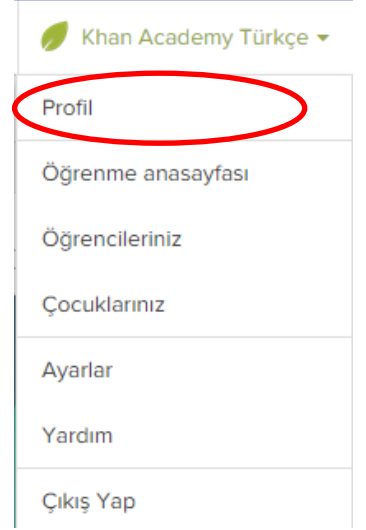 Khan Academy Türkçe
Profil
Öğrenme anasayfası
Öğrencileriniz
Çocuklarınız
Ayarlar
Yardım
Çıkış Yap